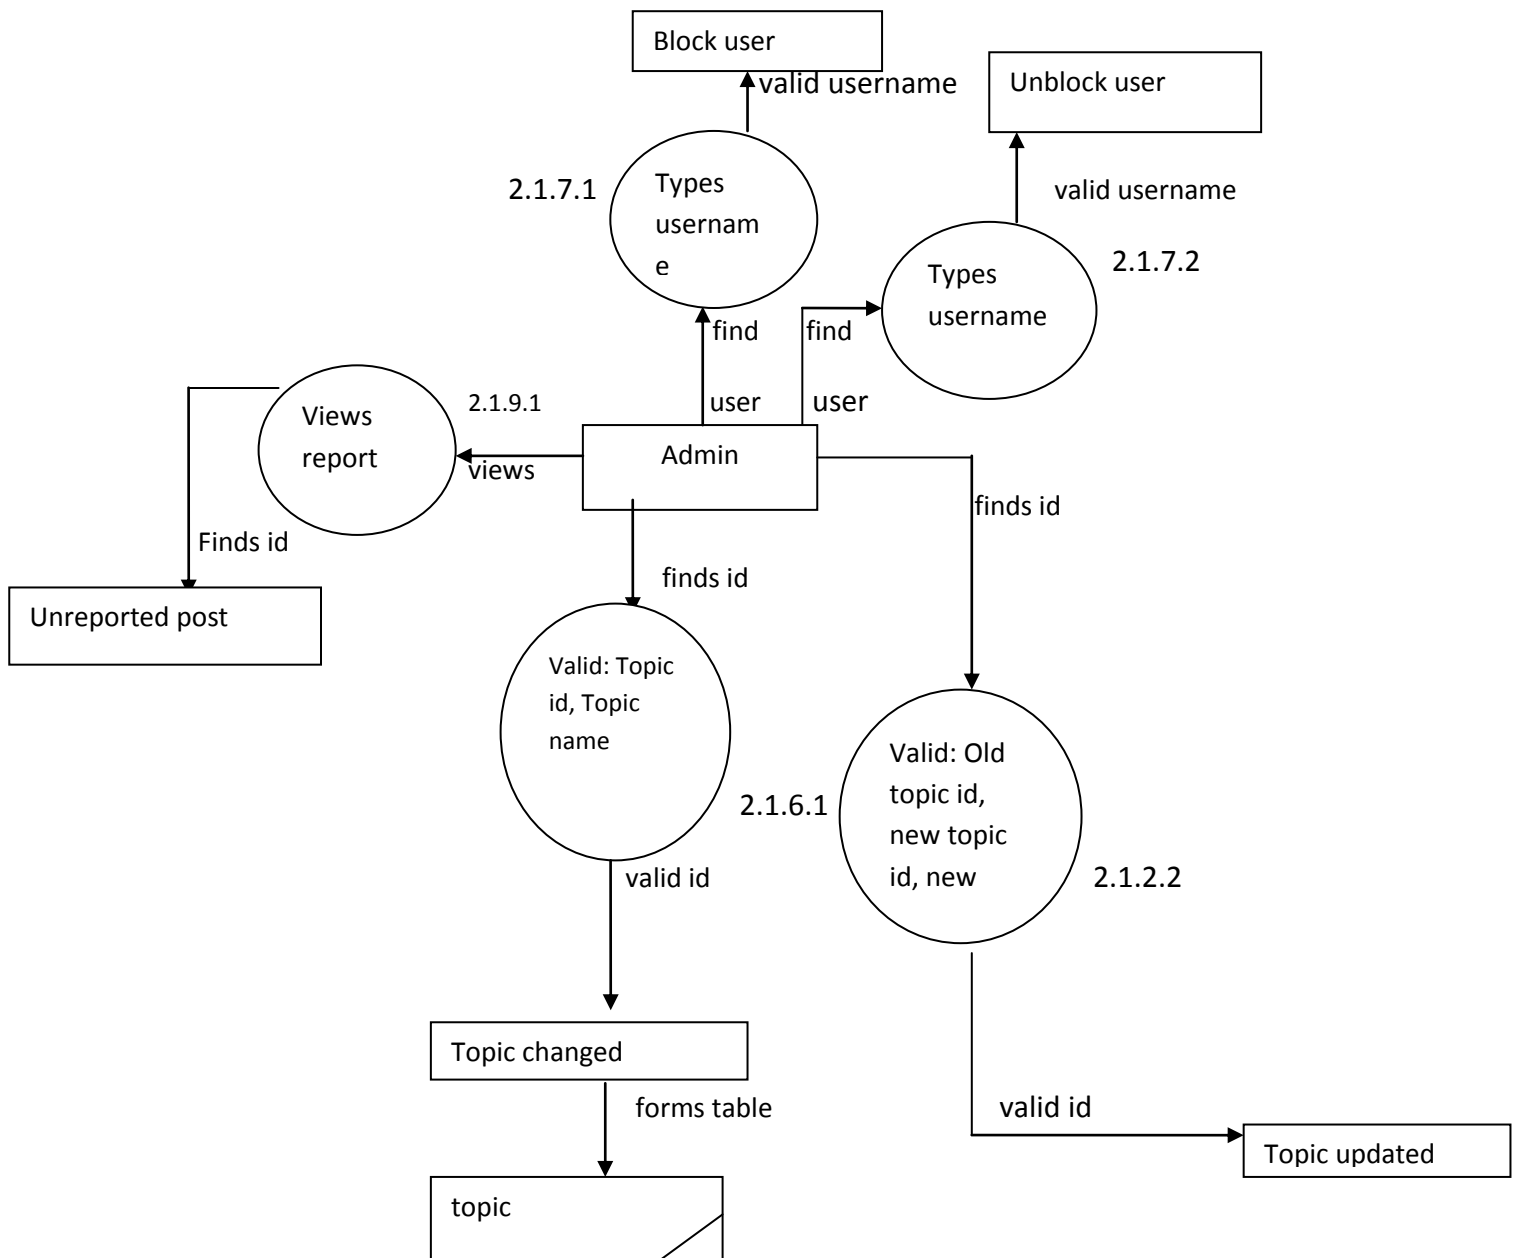 Block user
valid username
Unblock user
2.1.7.1
Types
usernam
e
valid username
2.1.7.2
Types
username
find
user
find
user
Views
report
2.1.9.1
views
Admin
finds id
Finds id
Unreported post
finds id
Valid: Topic
id, Topic
name
2.1.6.1
Valid: Old
topic id,
new topic
id, new
2.1.2.2
valid id
Topic changed
forms table
valid id
Topic updated
topic